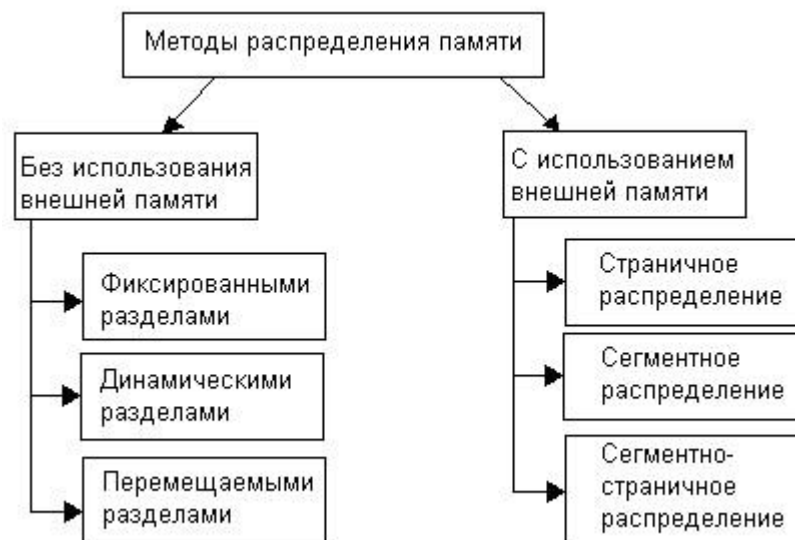 Методы распределения памяти
Без использования
внешней памяти
С использованием
внешней памяти
Фиксированными
разделами
Динамическими
разделами
Перемещаемыми
разделами
Страничное
распределение
Сегментное
распределение
Сегментно-
страничное
распределение